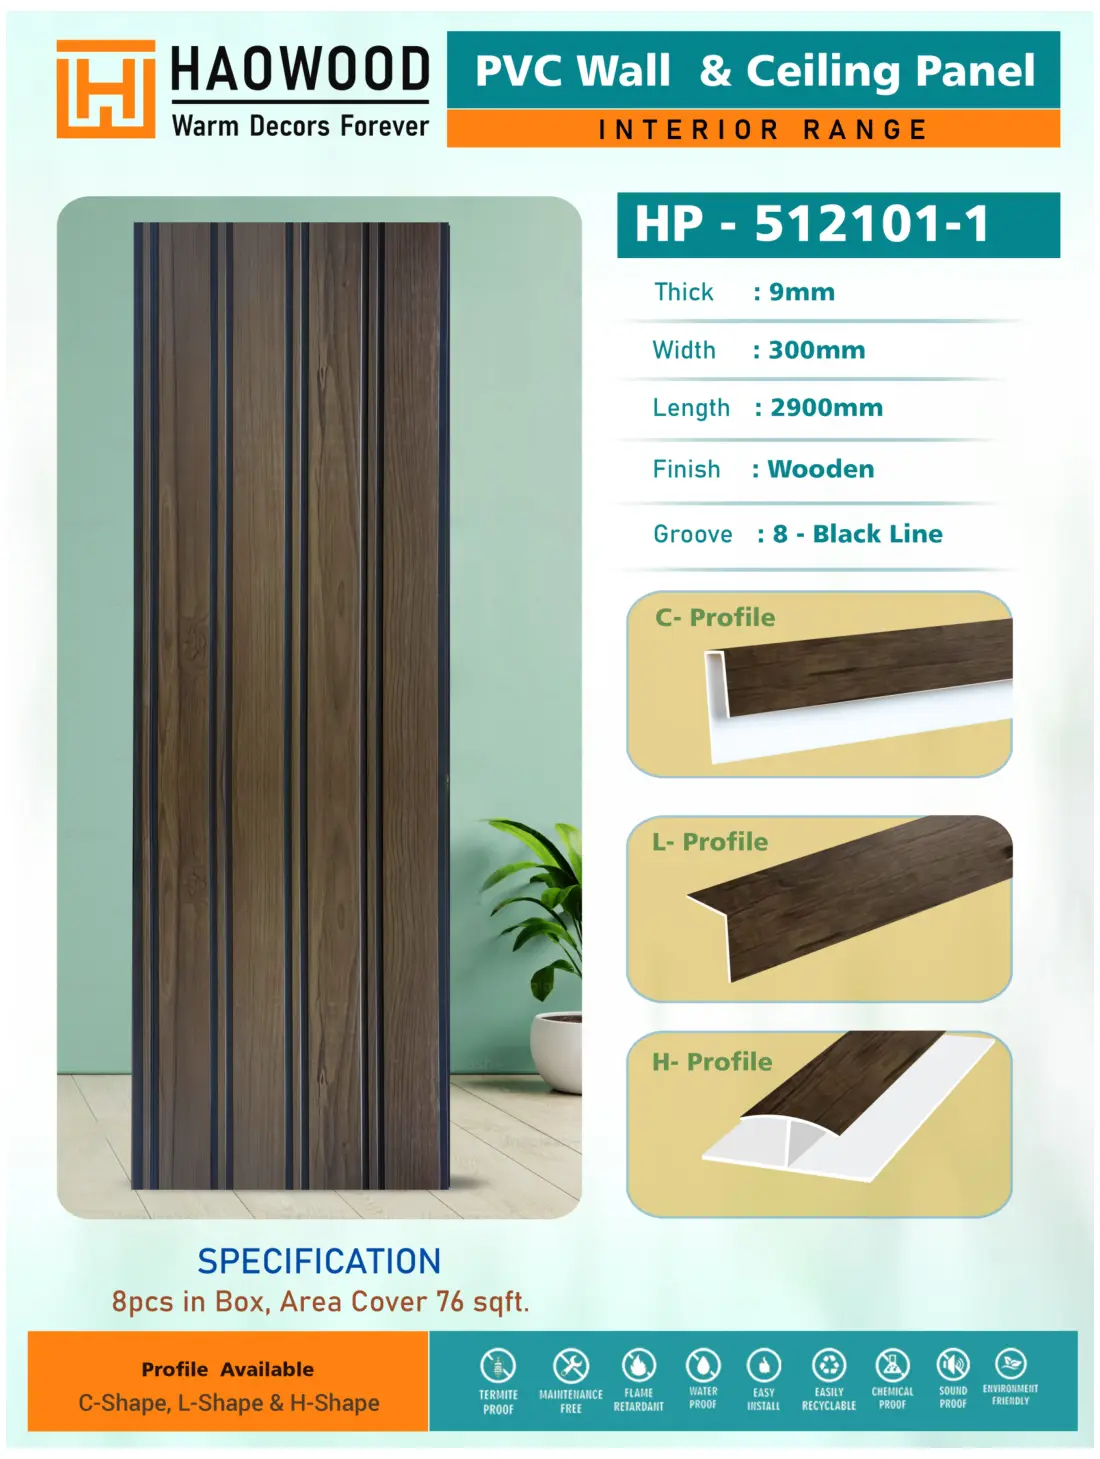 HAOWOOD
Warm Decors Forever
PVC Wall & Ceiling Panel
INTERIOR RANGE
HP - 512101-1
Thick : 9mm
Width : 300mm
Length : 2900mm
Finish : Wooden
Groove : 8 - Black Line
C- Profile
L- Profile
H- Profile
SPECIFICATION
8pcs in Box, Area Cover 76 sqft.
Profile Available
C-Shape, L-Shape & H-Shape
TERMITE
PROOF
MAINTENANCE
FREE
FLAME
RETARDANT
WATER
PROOF
EASY
INSTALL
EASILY
RECYCLABLE
CHEMICAL
PROOF
SOUND
PROOF
ENVIRONMENT
FRIENDLY